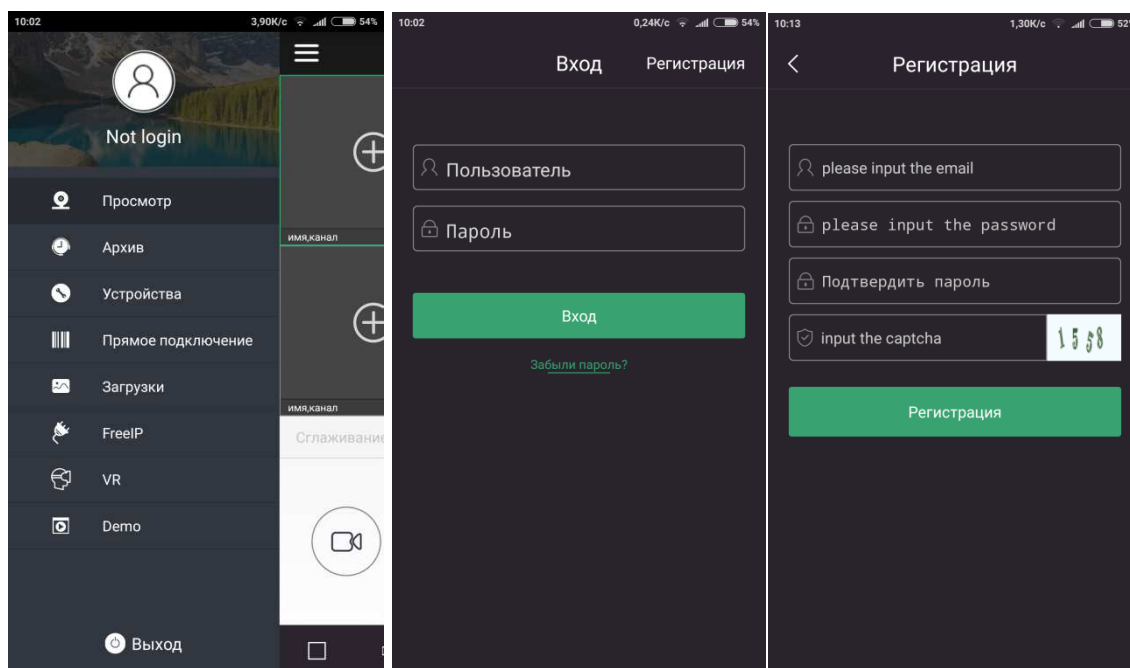 10:02
3,90K/c
54%
Not login
Просмотр
Архив
Устройства
Прямое подключение
Загрузки
FreeIP
VR
Demo
Выход
имя,канал
имя,канал
Сглаживание
10:02
0,24K/c
54%
Вход
Регистрация
Пользователь
Пароль
Вход
Забыли пароль?
10:13
1,30K/c
52%
Регистрация
please input the email
please input the password
Подтвердить пароль
input the captcha
1558
Регистрация